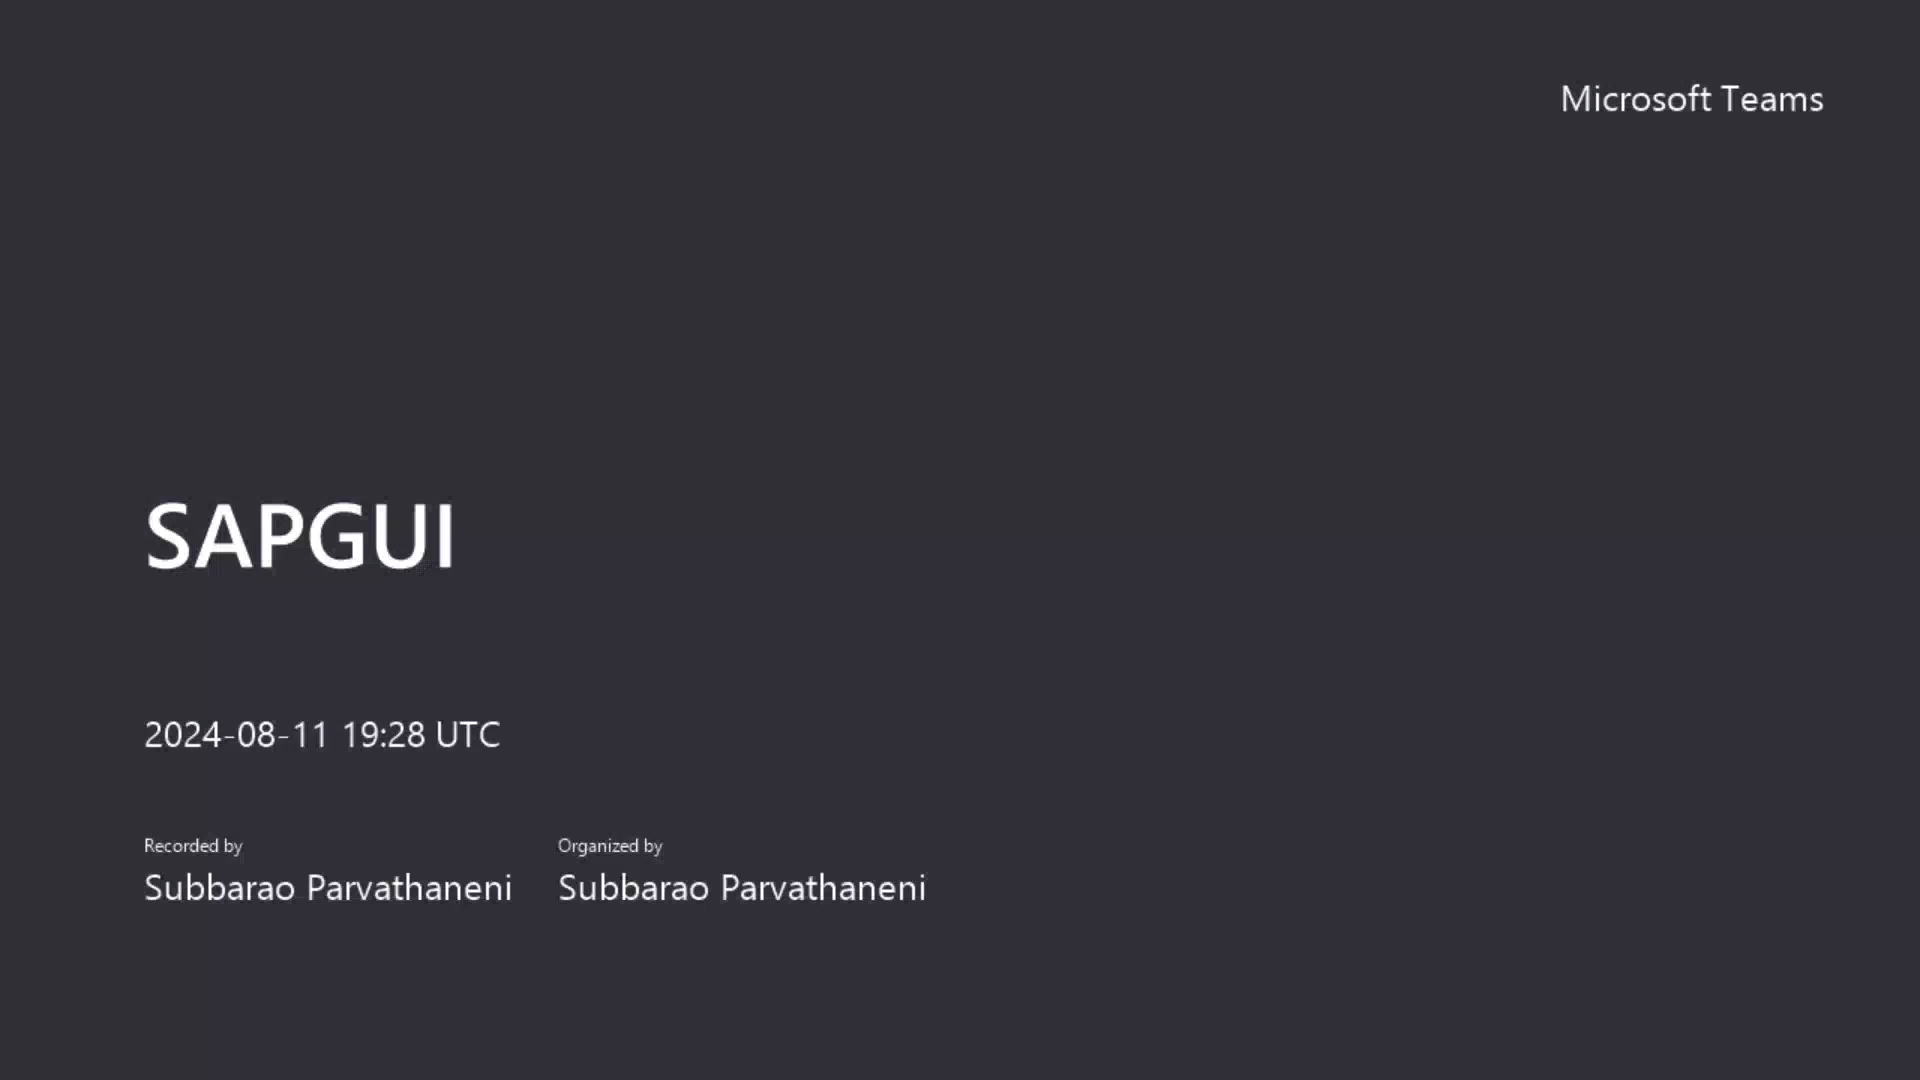 Microsoft Teams
SAPGUI
2024-08-11 19:28 UTC
Recorded by
Subbarao Parvathaneni
Organized by
Subbarao Parvathaneni